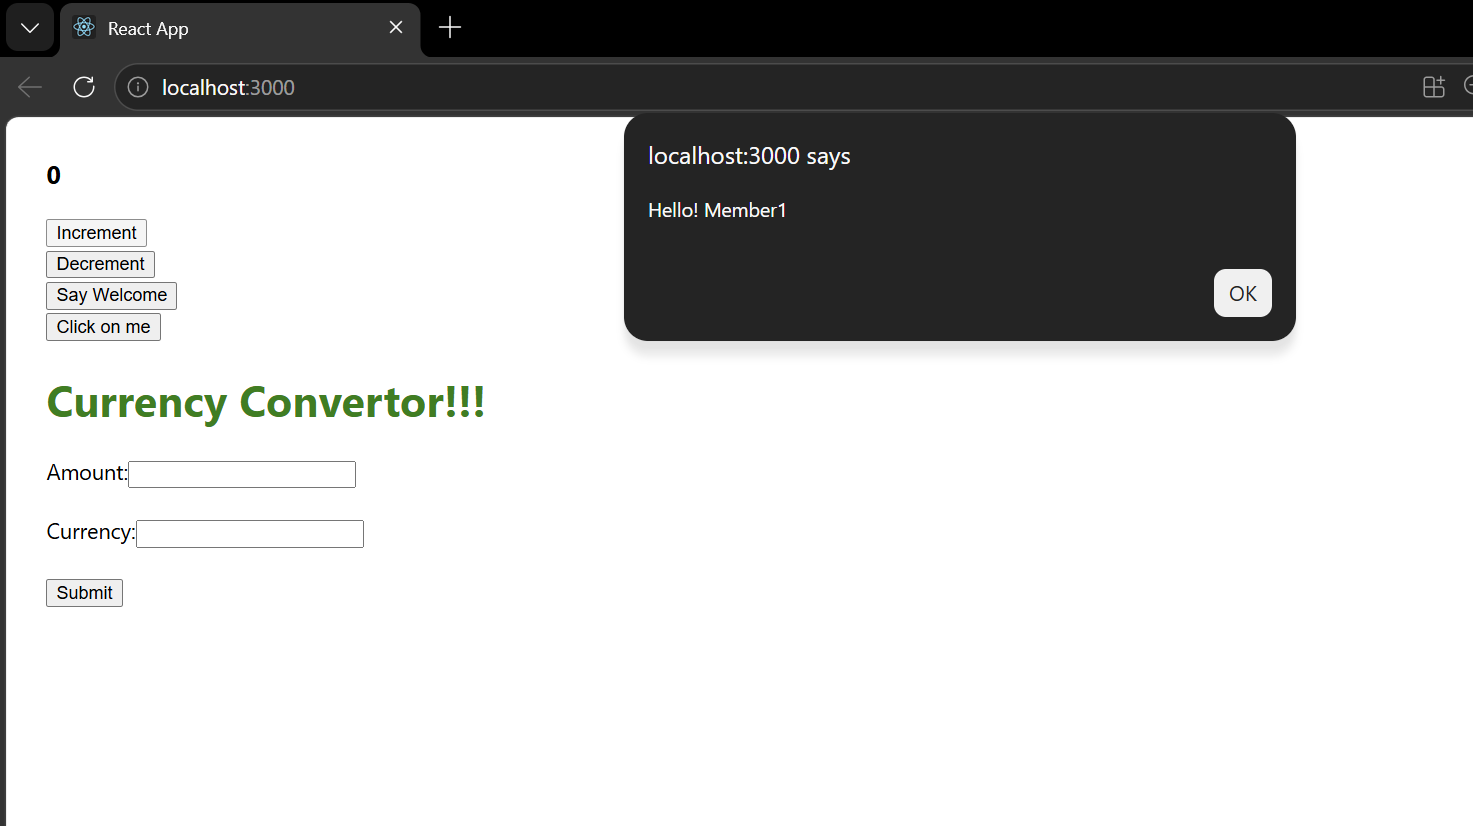 React App
localhost:3000
localhost:3000 says
Hello! Member1
OK
0
Increment
Decrement
Say Welcome
Click on me
Currency Convertor!!!
Amount:
Currency:
Submit